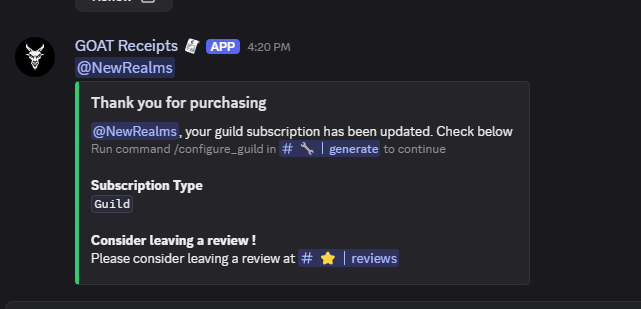 GOAT Receipts APP 4:20 PM
@NewRealms
Thank you for purchasing
@NewRealms, your guild subscription has been updated. Check below
Run command /configure_guild in # 🔧 | generate to continue
Subscription Type
Guild
Consider leaving a review !
Please consider leaving a review at # ⭐ | reviews